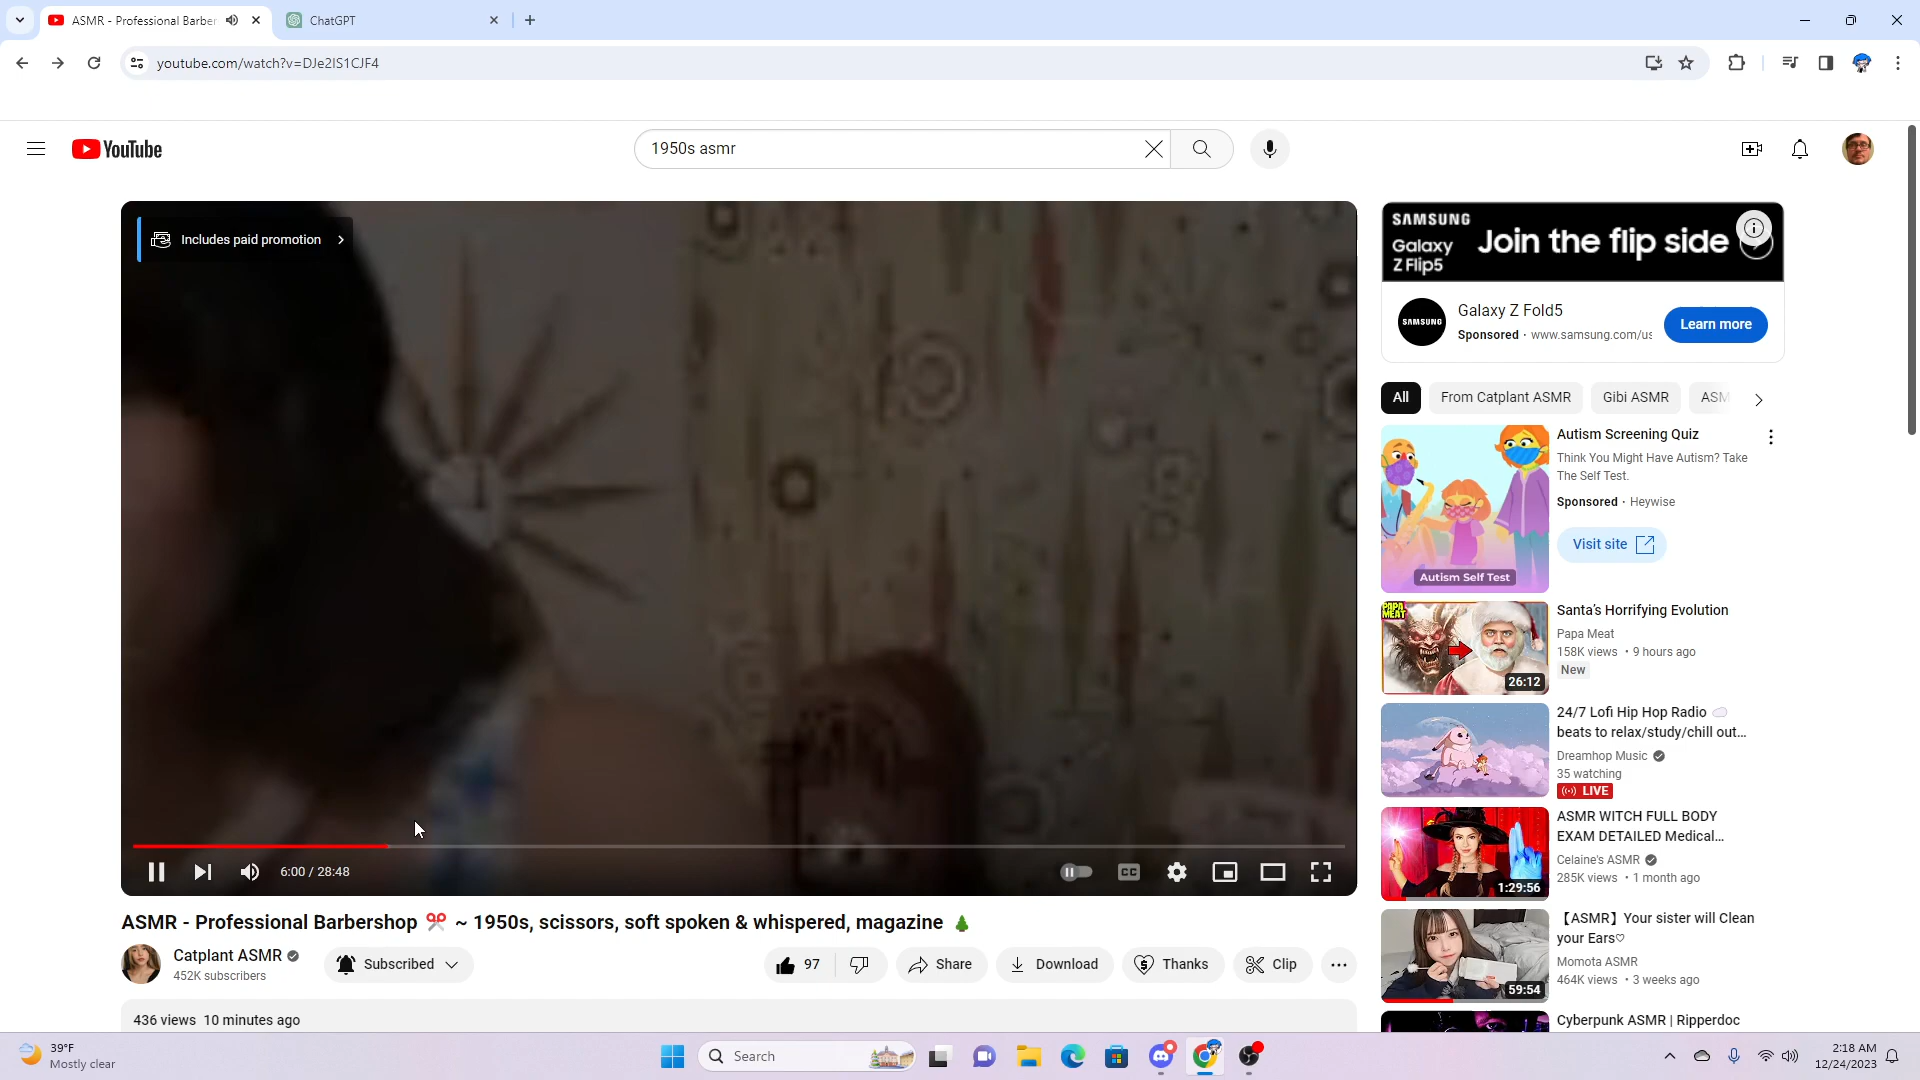 ASMR - Professional Barber
ChatGPT
youtube.com/watch?v=DJe2IS1CJF4
YouTube
1950s asmr
Includes paid promotion
6:00 / 28:48
CC
ASMR - Professional Barbershop ✂️ ~ 1950s, scissors, soft spoken & whispered, magazine 🎄
Catplant ASMR
452K subscribers
Subscribed
97
Share
Download
Thanks
Clip
436 views 10 minutes ago
SAMSUNG
Galaxy
Z Flip5
Join the flip side
SAMSUNG
Galaxy Z Fold5
Sponsored · www.samsung.com/us
Learn more
All
From Catplant ASMR
Gibi ASMR
ASM
Autism Self Test
Autism Screening Quiz
Think You Might Have Autism? Take
The Self Test.
Sponsored · Heywise
Visit site
PAPA
MEAT
26:12
Santa's Horrifying Evolution
Papa Meat
158K views · 9 hours ago
New
24/7 Lofi Hip Hop Radio ☁️
beats to relax/study/chill out...
Dreamhop Music
35 watching
LIVE
1:29:56
ASMR WITCH FULL BODY
EXAM DETAILED Medical...
Celaine's ASMR
285K views · 1 month ago
59:54
【ASMR】Your sister will Clean
your Ears♡
Momota ASMR
464K views · 3 weeks ago
Cyberpunk ASMR | Ripperdoc
39°F
Mostly clear
Search
2:18 AM
12/24/2023